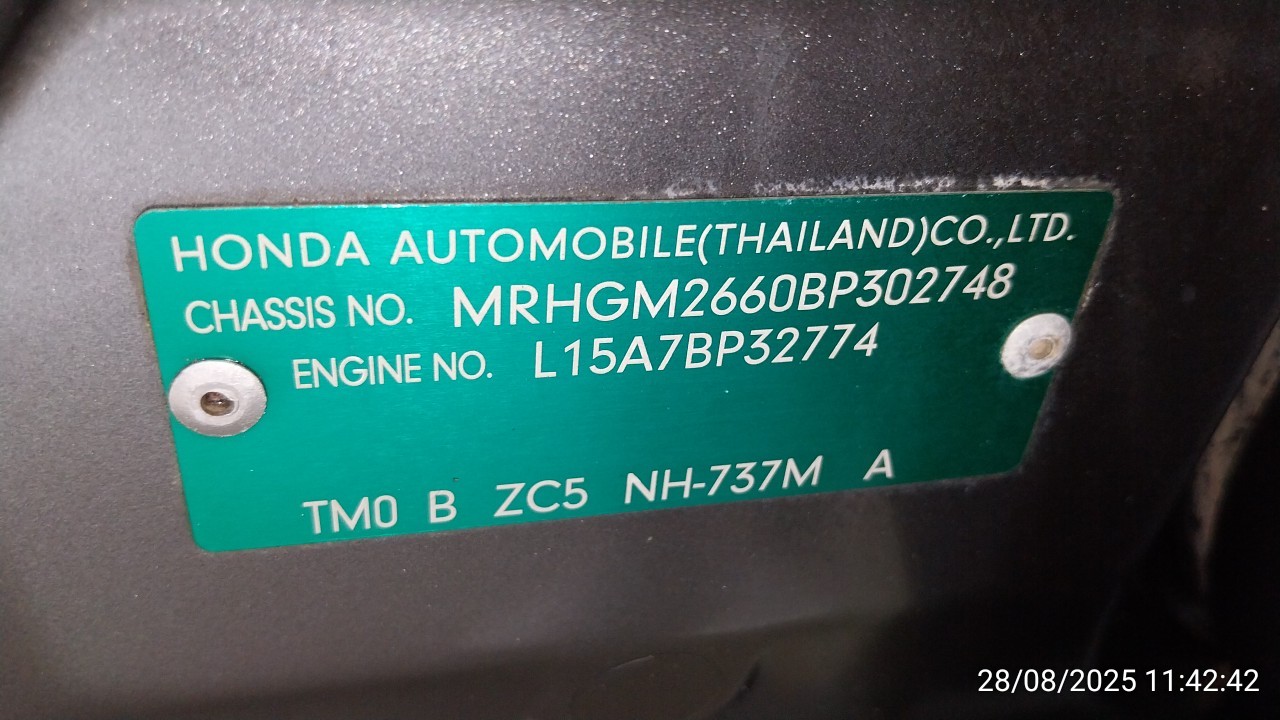 HONDA AUTOMOBILE(THAILAND)CO.,LTD.
CHASSIS NO. MRHGM2660BP302748
ENGINE NO. L15A7BP32774
TM0 B ZC5 NH-737M A
28/08/2025 11:42:42